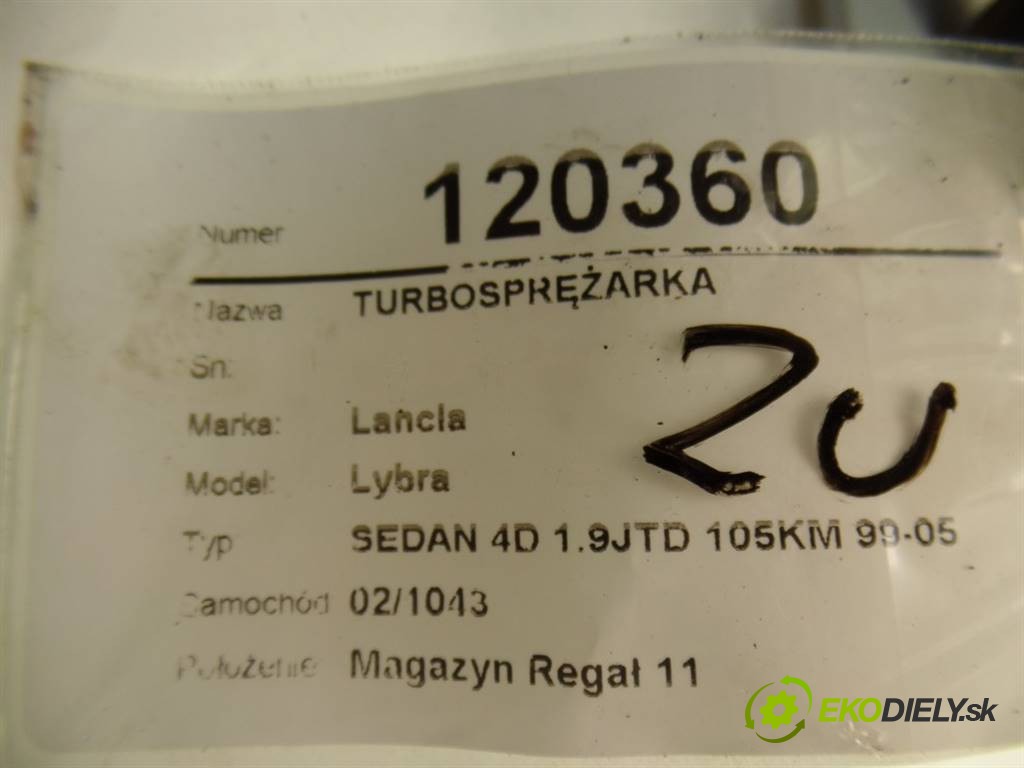 Numer 120360
Nazwa TURBOSPRĘŻARKA
Sn:
Marka: Lancia
Model: Lybra
Typ SEDAN 4D 1.9JTD 105KM 99-05
Samochód 02/1043
Położenie Magazyn Regał 11
ZU
EKODIELY.sk